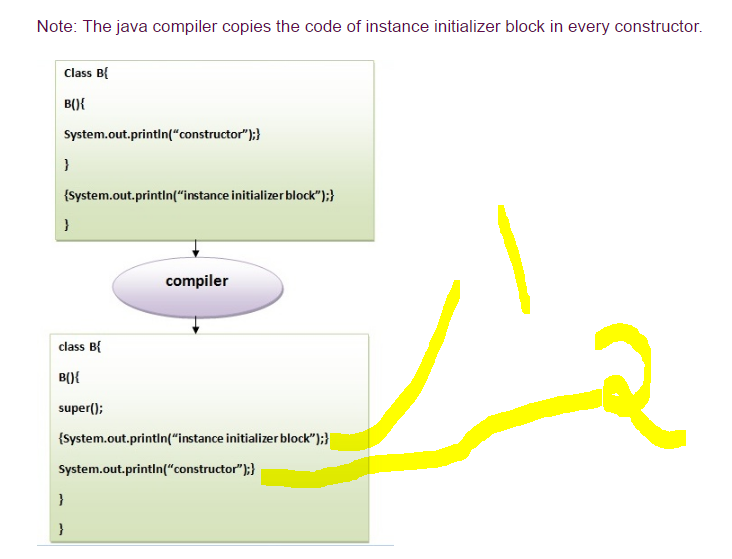 Note: The java compiler copies the code of instance initializer block in every constructor.
Class B{
B(){
System.out.println(“constructor”);}
}
{System.out.println(“instance initializer block”);}
}
compiler
class B{
B(){
super();
{System.out.println(“instance initializer block”);}
System.out.println(“constructor”);}
}
}
1
2